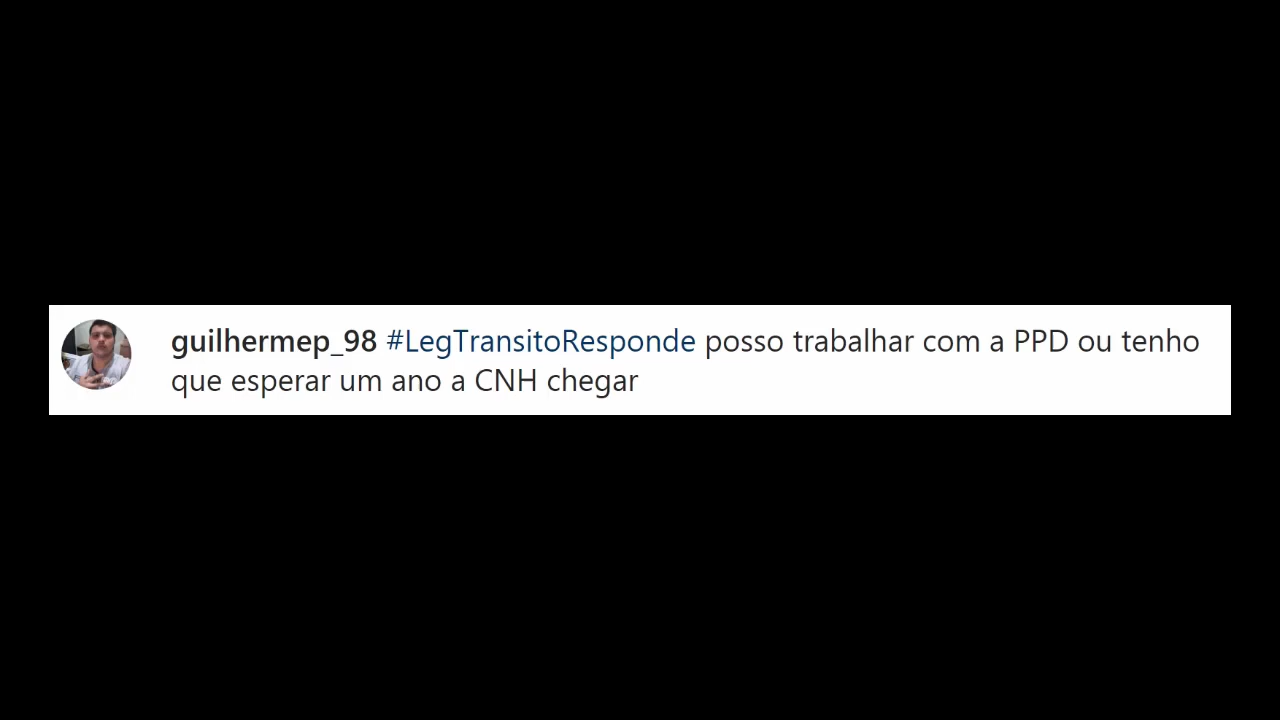 guilhermep_98 #LegTransitoResponde posso trabalhar com a PPD ou tenho
que esperar um ano a CNH chegar